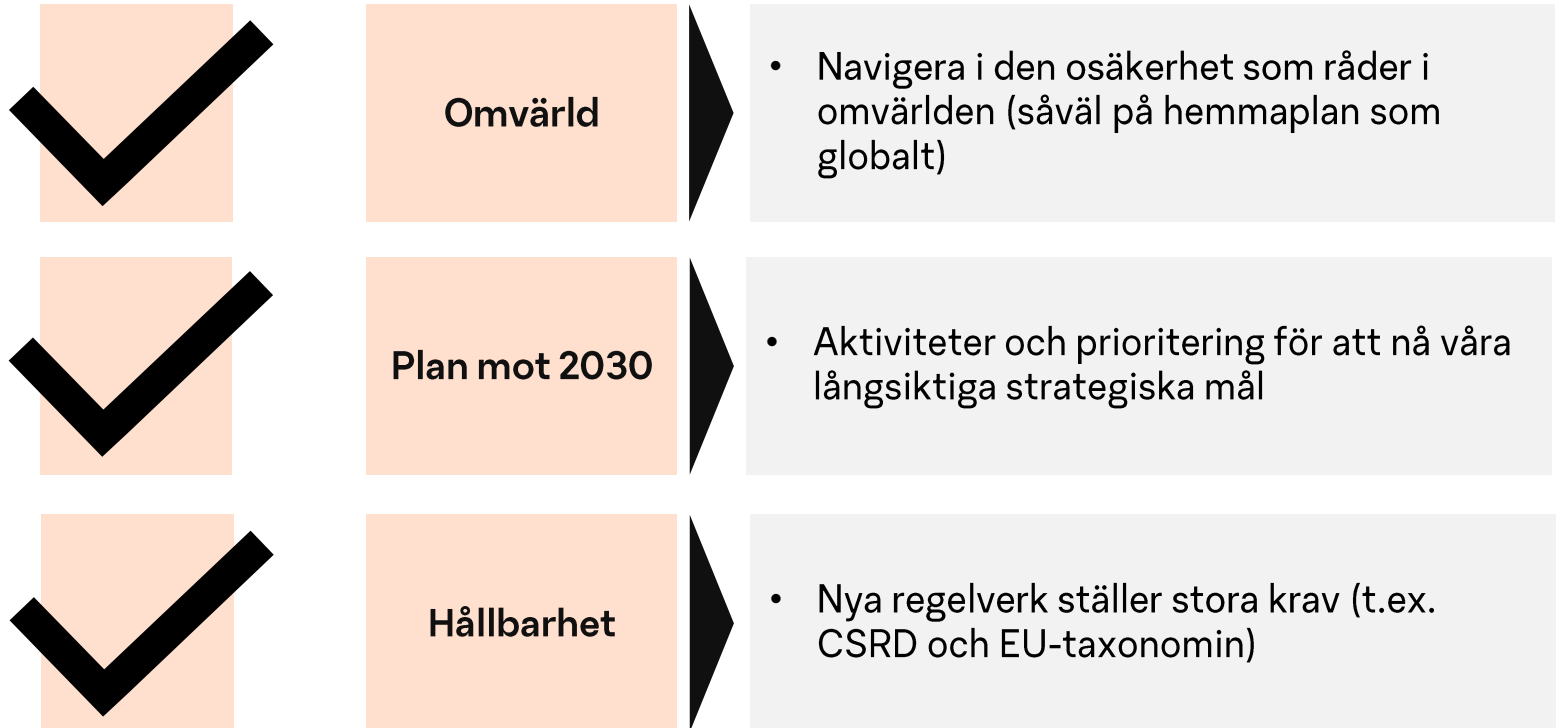 Omvärld
• Navigera i den osäkerhet som råder i
omvärlden (såväl på hemmaplan som
globalt)
Plan mot 2030
• Aktiviteter och prioritering för att nå våra
långsiktiga strategiska mål
Hållbarhet
• Nya regelverk ställer stora krav (t.ex.
CSRD och EU-taxonomin)